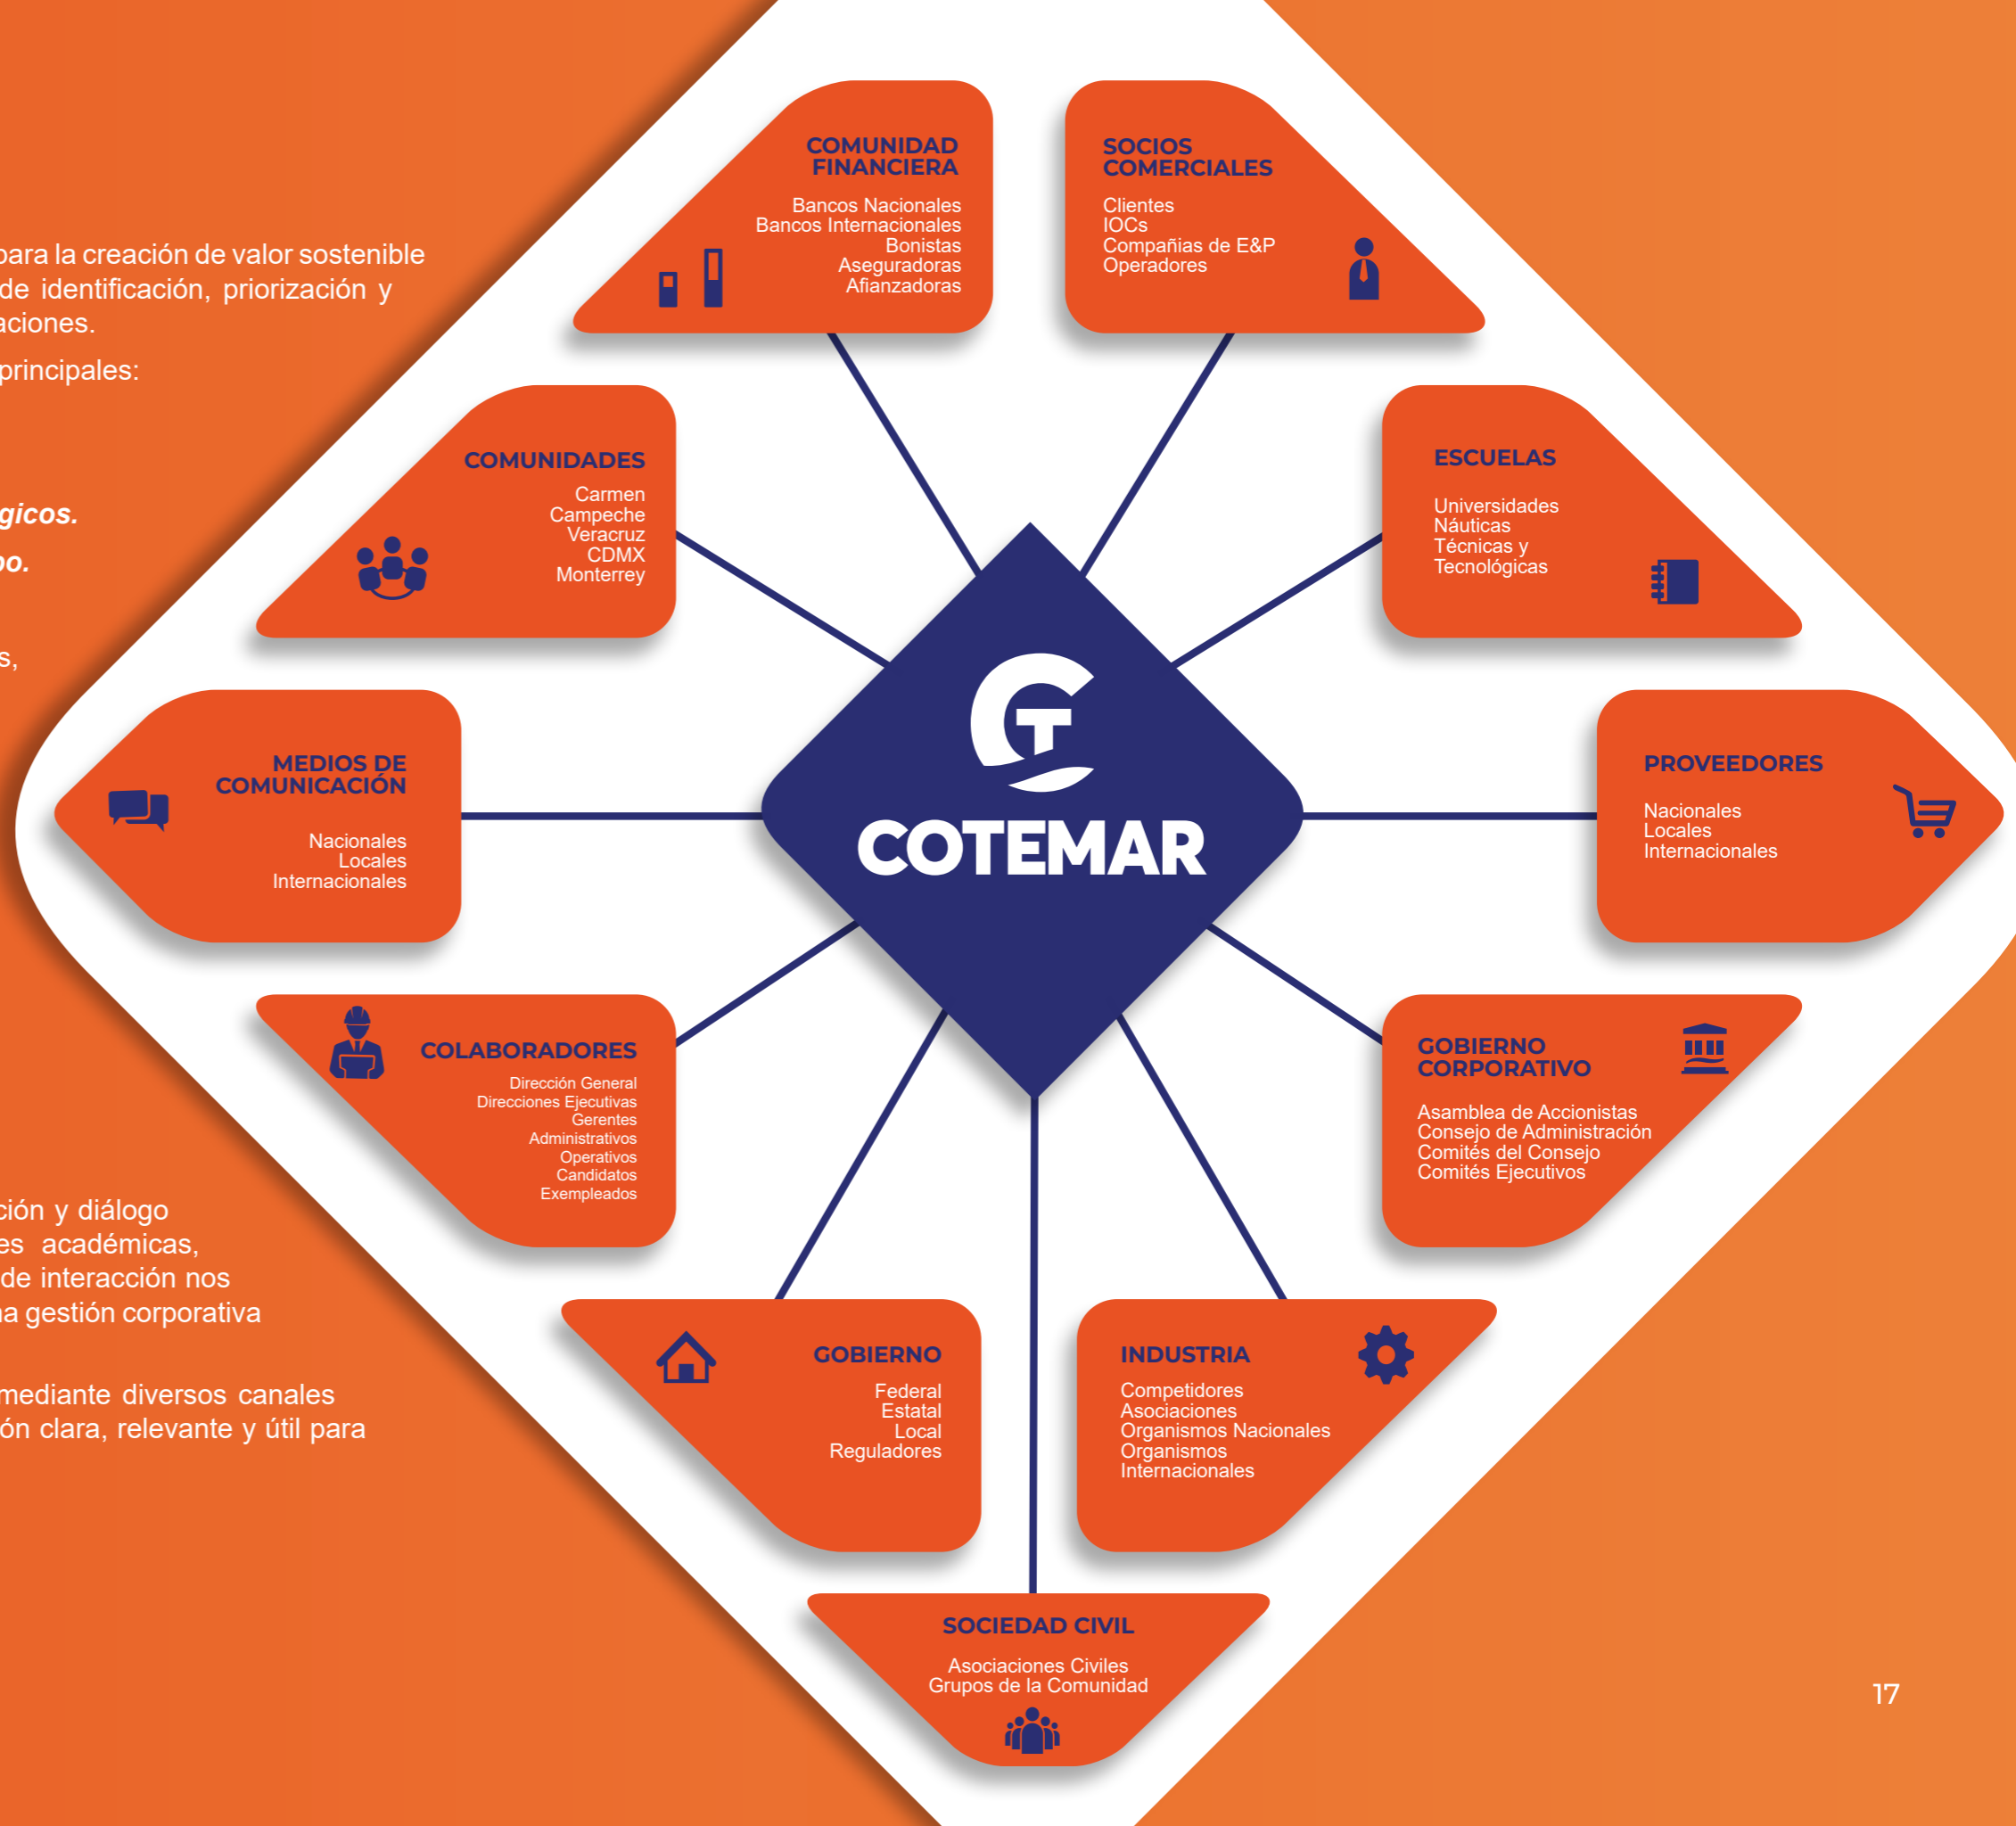 para la creación de valor sostenible
de identificación, priorización y
aciones.
principales:
gicos.
po.
s,
ción y diálogo
es académicas,
de interacción nos
na gestión corporativa
mediante diversos canales
ón clara, relevante y útil para
COMUNIDAD
FINANCIERA
Bancos Nacionales
Bancos Internacionales
Bonistas
Aseguradoras
Afianzadoras
SOCIOS
COMERCIALES
Clientes
IOCs
Compañias de E&P
Operadores
COMUNIDADES
Carmen
Campeche
Veracruz
CDMX
Monterrey
ESCUELAS
Universidades
Náuticas
Técnicas y
Tecnológicas
MEDIOS DE
COMUNICACIÓN
Nacionales
Locales
Internacionales
COTEMAR
PROVEEDORES
Nacionales
Locales
Internacionales
COLABORADORES
Dirección General
Direcciones Ejecutivas
Gerentes
Administrativos
Operativos
Candidatos
Exempleados
GOBIERNO
CORPORATIVO
Asamblea de Accionistas
Consejo de Administración
Comités del Consejo
Comités Ejecutivos
GOBIERNO
Federal
Estatal
Local
Reguladores
INDUSTRIA
Competidores
Asociaciones
Organismos Nacionales
Organismos
Internacionales
SOCIEDAD CIVIL
Asociaciones Civiles
Grupos de la Comunidad
17